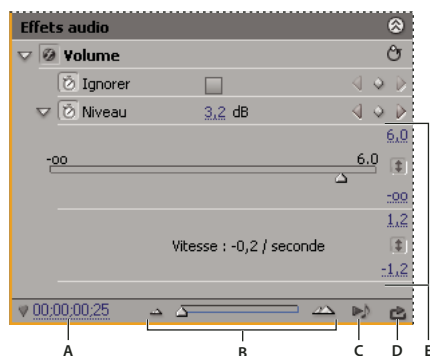 Effets audio
Volume
Ignorer
Niveau 3,2 dB
6,0
-oo 6.0
-oo
1,2
Vitesse : -0,2 / seconde
-1,2
00;00;00;25
A B C D E